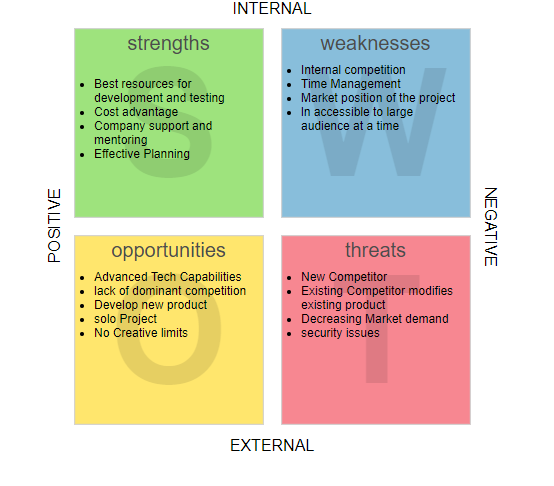 INTERNAL
strengths
Best resources for
development and testing
Cost advantage
Company support and
mentoring
Effective Planning
S
weaknesses
Internal competition
Time Management
Market position of the project
In accessible to large
audience at a time
W
POSITIVE
NEGATIVE
opportunities
Advanced Tech Capabilities
lack of dominant competition
Develop new product
solo Project
No Creative limits
O
threats
New Competitor
Existing Competitor modifies
existing product
Decreasing Market demand
security issues
T
EXTERNAL